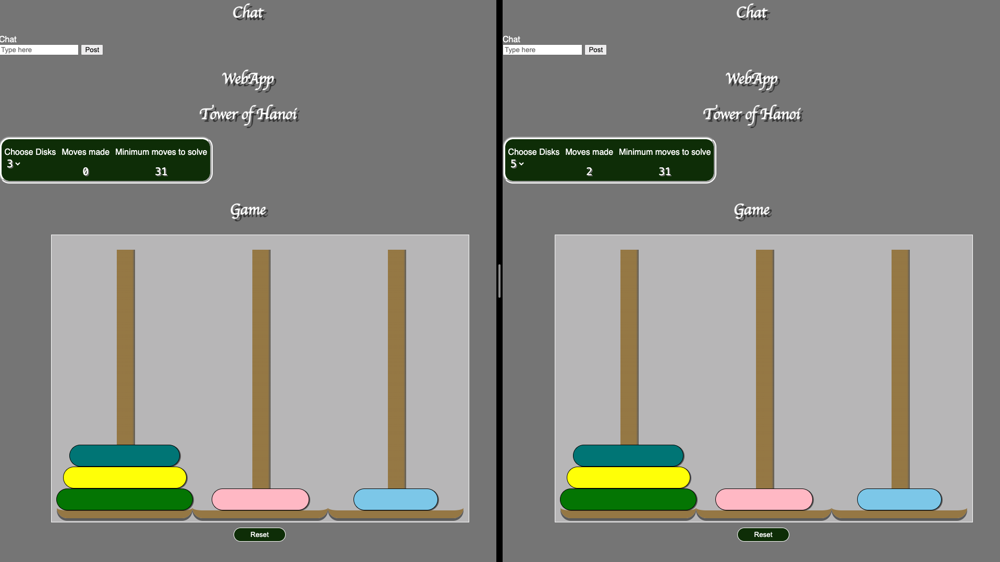 Chat
Chat
Type here Post
WebApp
Tower of Hanoi
Choose Disks Moves made Minimum moves to solve
3 0 31
Game
Reset
Chat
Chat
Type here Post
WebApp
Tower of Hanoi
Choose Disks Moves made Minimum moves to solve
5 2 31
Game
Reset